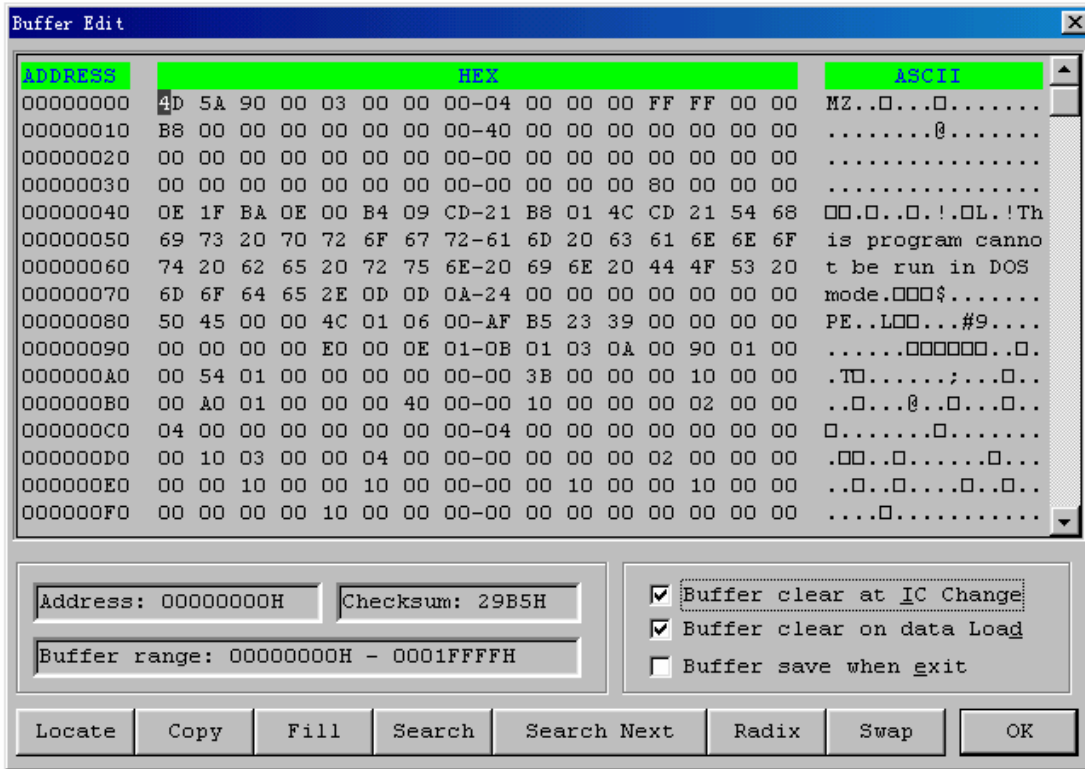 Buffer Edit
ADDRESS HEX ASCII
00000000 4D 5A 90 00 03 00 00 00-04 00 00 00 FF FF 00 00 MZ..□...□.......
00000010 B8 00 00 00 00 00 00 00-40 00 00 00 00 00 00 00 ........@.......
00000020 00 00 00 00 00 00 00 00-00 00 00 00 00 00 00 00 ................
00000030 00 00 00 00 00 00 00 00-00 00 00 00 80 00 00 00 ................
00000040 0E 1F BA 0E 00 B4 09 CD-21 B8 01 4C CD 21 54 68 □□.□..□.!.□L.!Th
00000050 69 73 20 70 72 6F 67 72-61 6D 20 63 61 6E 6E 6F is program canno
00000060 74 20 62 65 20 72 75 6E-20 69 6E 20 44 4F 53 20 t be run in DOS
00000070 6D 6F 64 65 2E 0D 0D 0A-24 00 00 00 00 00 00 00 mode.□□□$.......
00000080 50 45 00 00 4C 01 06 00-AF B5 23 39 00 00 00 00 PE..L□□...#9....
00000090 00 00 00 00 E0 00 0E 01-0B 01 03 0A 00 90 01 00 ......□□□□□□..□.
000000A0 00 54 01 00 00 00 00 00-00 3B 00 00 00 10 00 00 .T□......;...□..
000000B0 00 A0 01 00 00 00 40 00-00 10 00 00 00 02 00 00 ..□...@..□...□..
000000C0 04 00 00 00 00 00 00 00-04 00 00 00 00 00 00 00 □.......□.......
000000D0 00 10 03 00 00 04 00 00-00 00 00 00 02 00 00 00 .□□..□......□...
000000E0 00 00 10 00 00 10 00 00-00 00 10 00 00 10 00 00 ..□..□....□..□..
000000F0 00 00 00 00 10 00 00 00-00 00 00 00 00 00 00 00 ....□...........
Address: 00000000H Checksum: 29B5H
Buffer range: 00000000H - 0001FFFFH
Buffer clear at IC Change
Buffer clear on data Load
Buffer save when exit
Locate Copy Fill Search Search Next Radix Swap OK